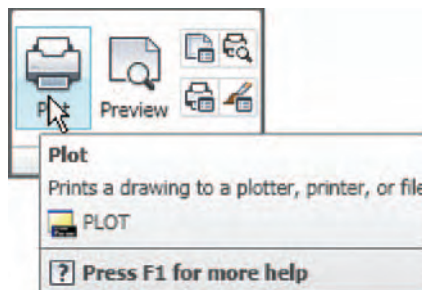 Plot Preview
Plot
Prints a drawing to a plotter, printer, or file
PLOT
? Press F1 for more help